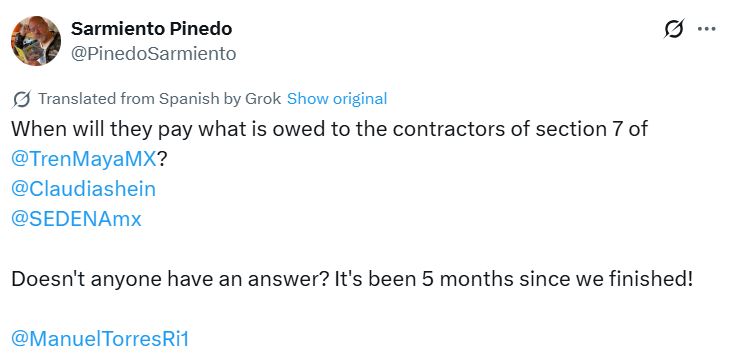 Sarmiento Pinedo
@PinedoSarmiento
Translated from Spanish by Grok Show original
When will they pay what is owed to the contractors of section 7 of
@TrenMayaMX?
@Claudiashein
@SEDENAmx
Doesn't anyone have an answer? It's been 5 months since we finished!
@ManuelTorresRi1